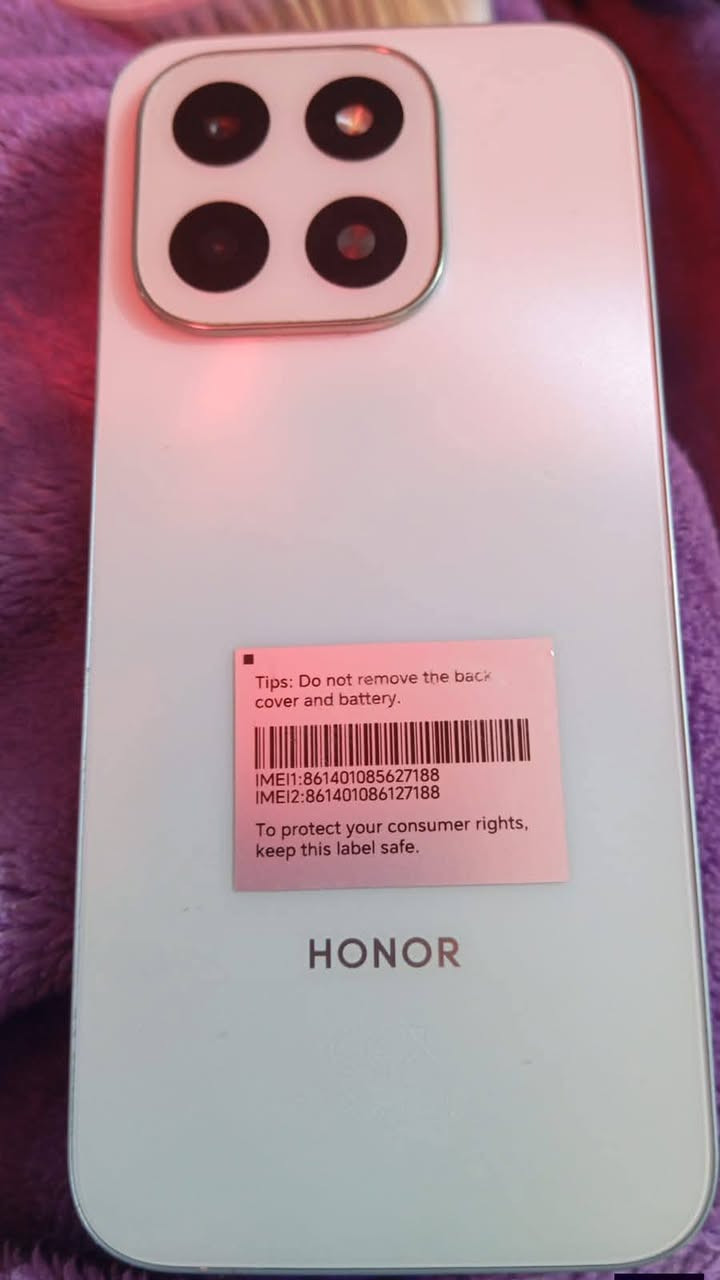 Tips: Do not remove the back
cover and battery.
IMEI1:861401085627188
IMEI2:861401086127188
To protect your consumer rights,
keep this label safe.
HONOR